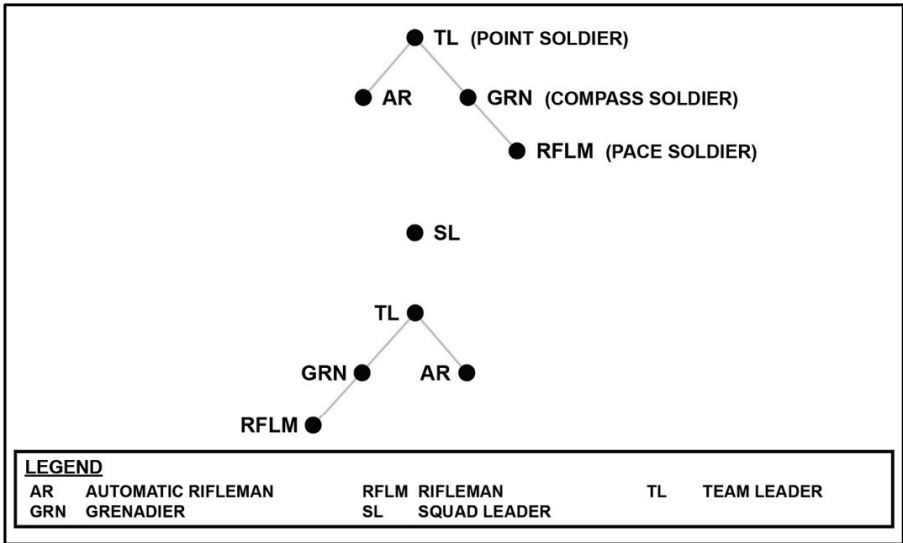 TL (POINT SOLDIER)
AR GRN (COMPASS SOLDIER)
RFLM (PACE SOLDIER)
SL
TL
GRN AR
RFLM
LEGEND
AR AUTOMATIC RIFLEMAN RFLM RIFLEMAN TL TEAM LEADER
GRN GRENADIER SL SQUAD LEADER